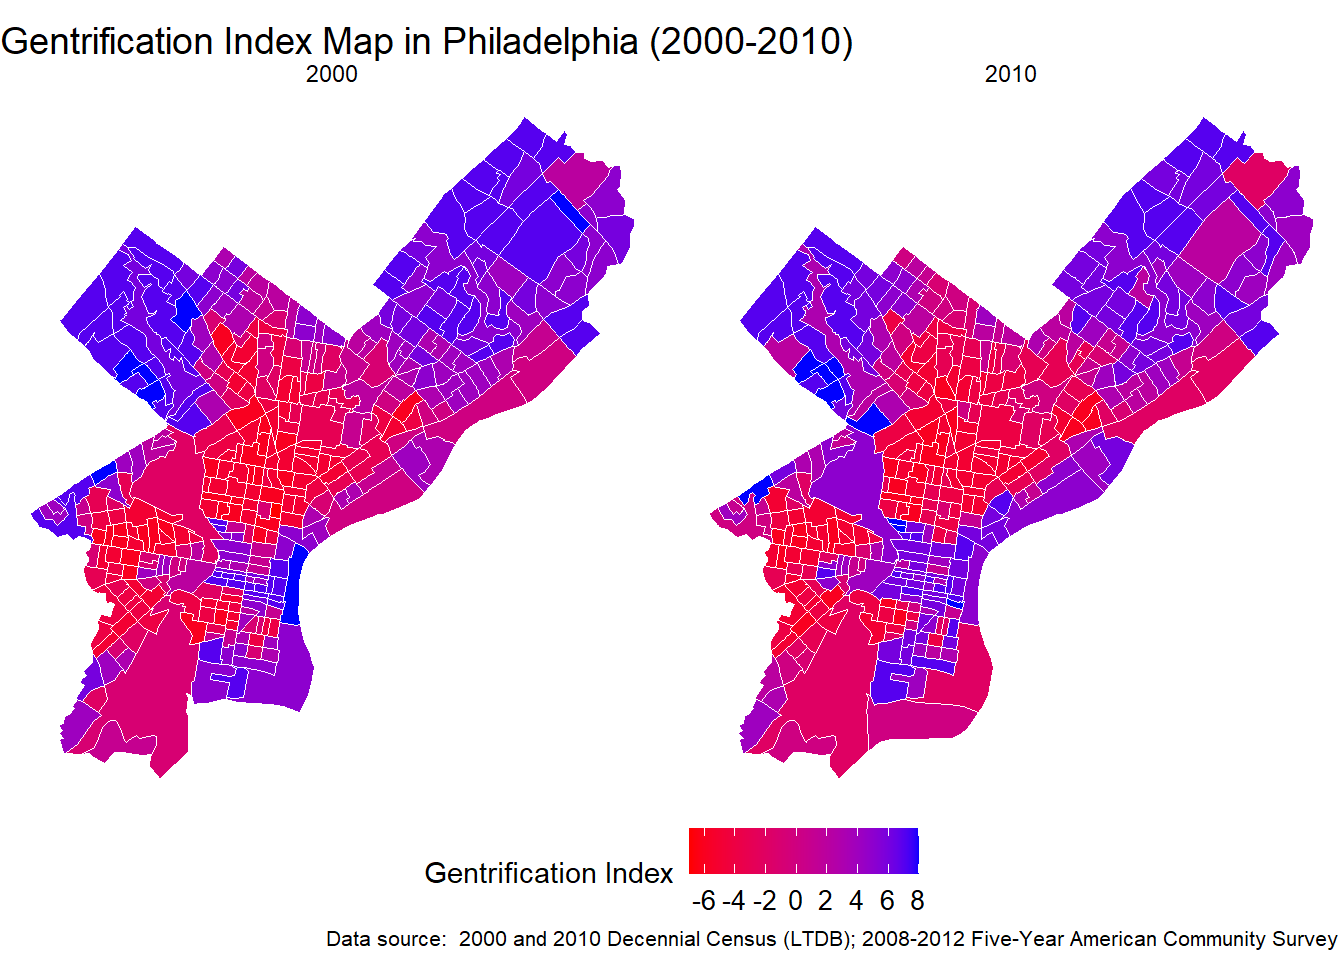 Gentrification Index Map in Philadelphia (2000-2010)
2000 2010
Gentrification Index
-6 -4 -2 0 2 4 6 8
Data source:  2000 and 2010 Decennial Census (LTDB); 2008-2012 Five-Year American Community Survey